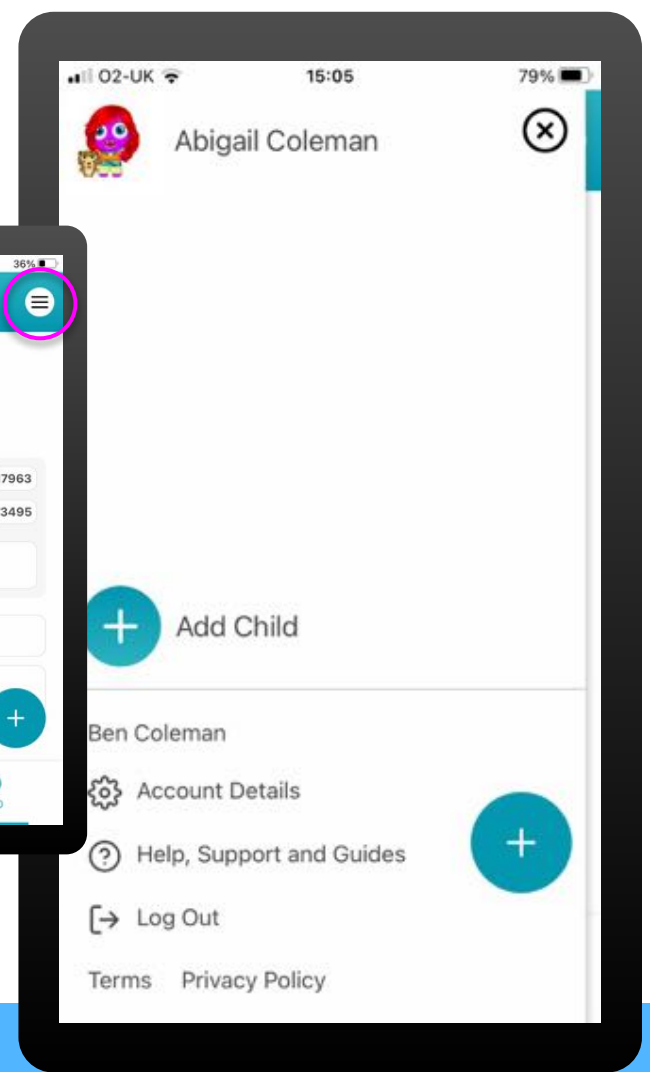 O2-UK 15:05 79%
Abigail Coleman
36%
7963
3495
Add Child
Ben Coleman
Account Details
Help, Support and Guides
Log Out
Terms Privacy Policy